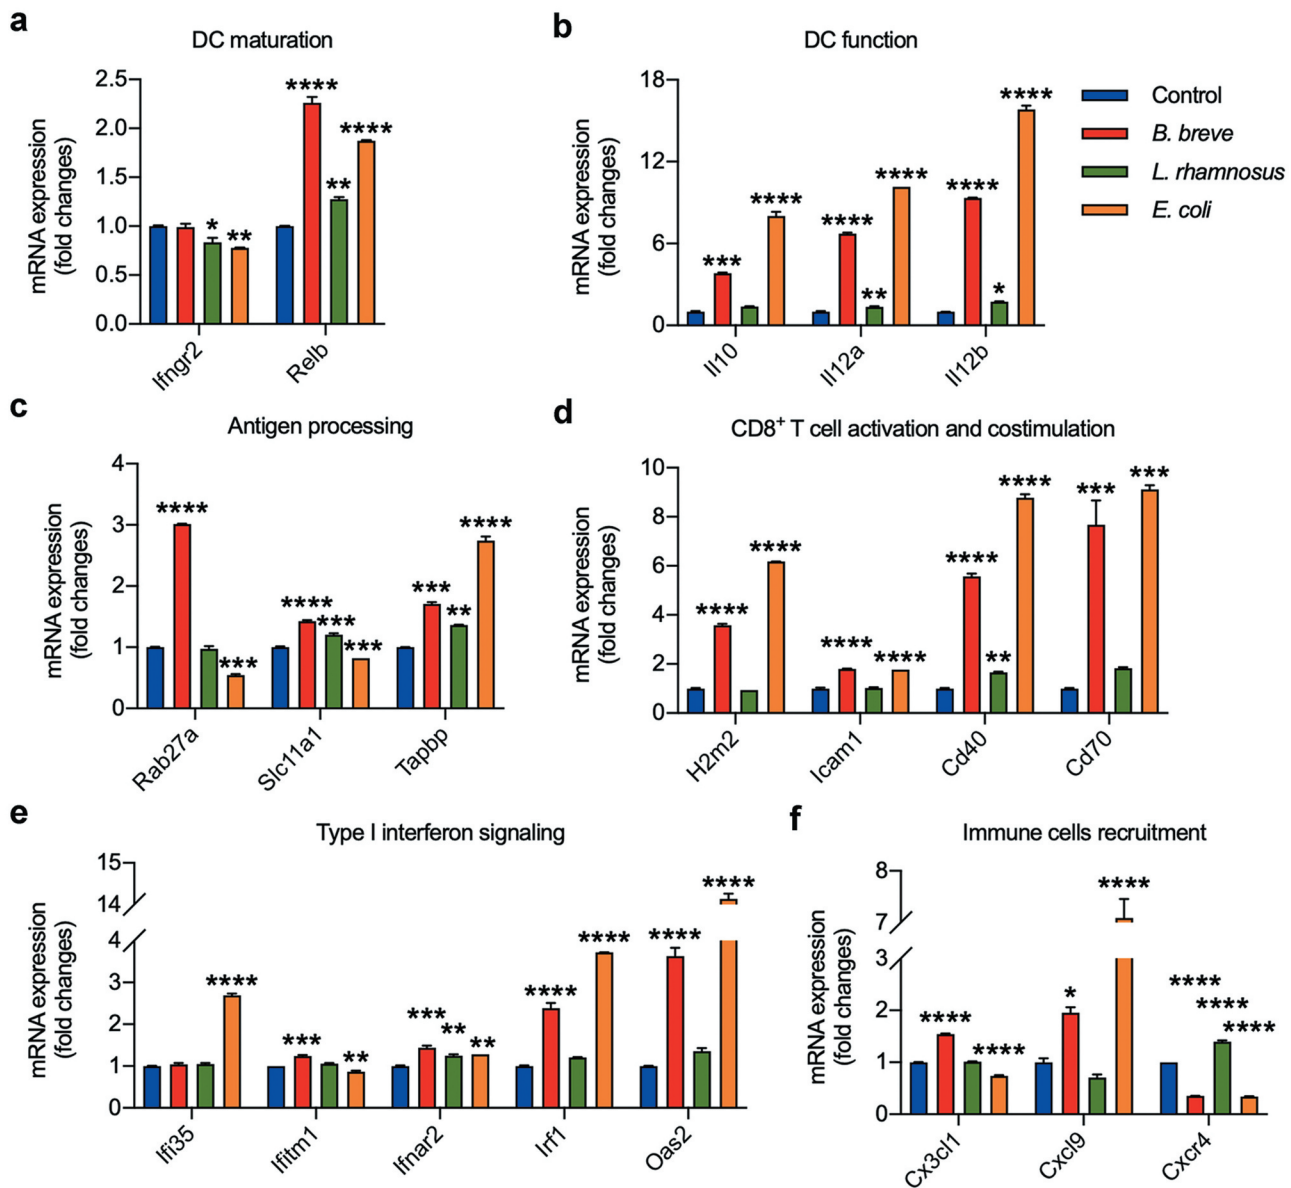 a
DC maturation
mRNA expression
(fold changes)
2.5
2.0
1.5
1.0
0.5
0.0
****
****
**
*
**
Ifngr2
Relb
b
DC function
mRNA expression
(fold changes)
18
12
6
0
***
****
****
**
****
****
*
****
Il10
Il12a
Il12b
Control
B. breve
L. rhamnosus
E. coli
c
Antigen processing
mRNA expression
(fold changes)
4
3
2
1
0
****
***
****
***
***
***
**
****
Rab27a
Slc11a1
Tapbp
d
CD8+ T cell activation and costimulation
mRNA expression
(fold changes)
10
8
6
4
2
0
****
****
****
****
****
**
****
***
***
H2m2
Icam1
Cd40
Cd70
e
Type I interferon signaling
mRNA expression
(fold changes)
15
14
4
3
2
1
0
****
***
**
***
**
**
****
****
****
****
Ifi35
Ifitm1
Ifnar2
Irf1
Oas2
f
Immune cells recruitment
mRNA expression
(fold changes)
8
7
3
2
1
0
****
****
*
****
****
****
****
Cx3cl1
Cxcl9
Cxcr4